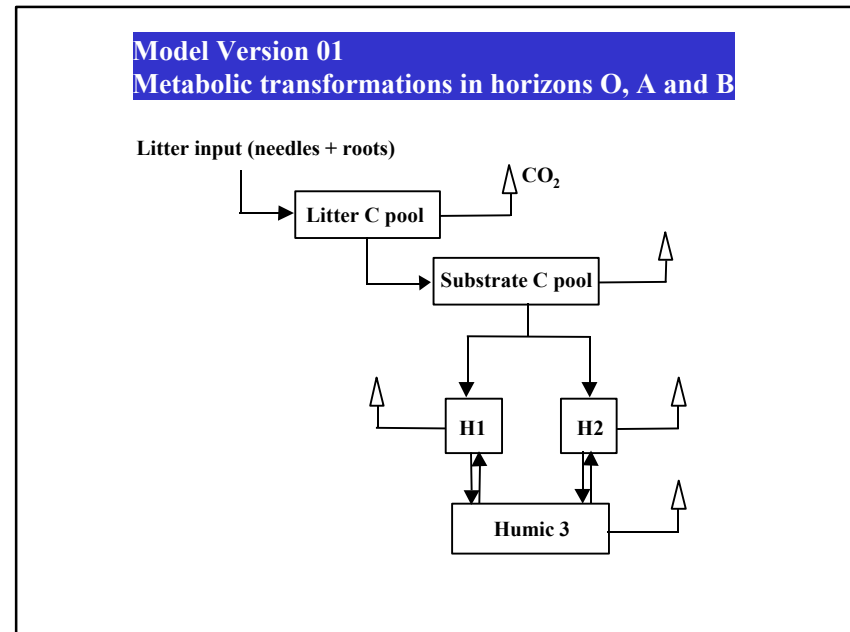 Model Version 01
Metabolic transformations in horizons O, A and B
Litter input (needles + roots)
CO₂
Litter C pool
Substrate C pool
H1 H2
Humic 3